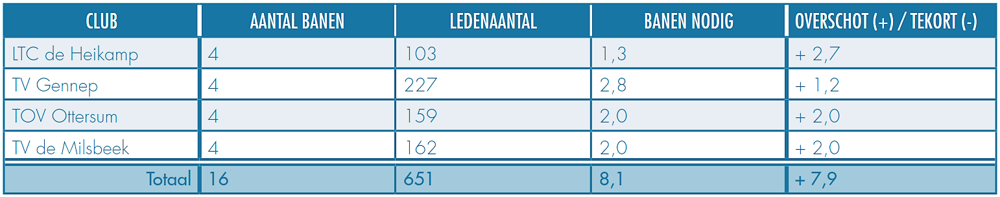 CLUB AANTAL BANEN LEDENAANTAL BANEN NODIG OVERSCHOT (+) / TEKORT (-)
LTC de Heikamp 4 103 1,3 + 2,7
TV Gennep 4 227 2,8 + 1,2
TOV Ottersum 4 159 2,0 + 2,0
TV de Milsbeek 4 162 2,0 + 2,0
Totaal 16 651 8,1 + 7,9